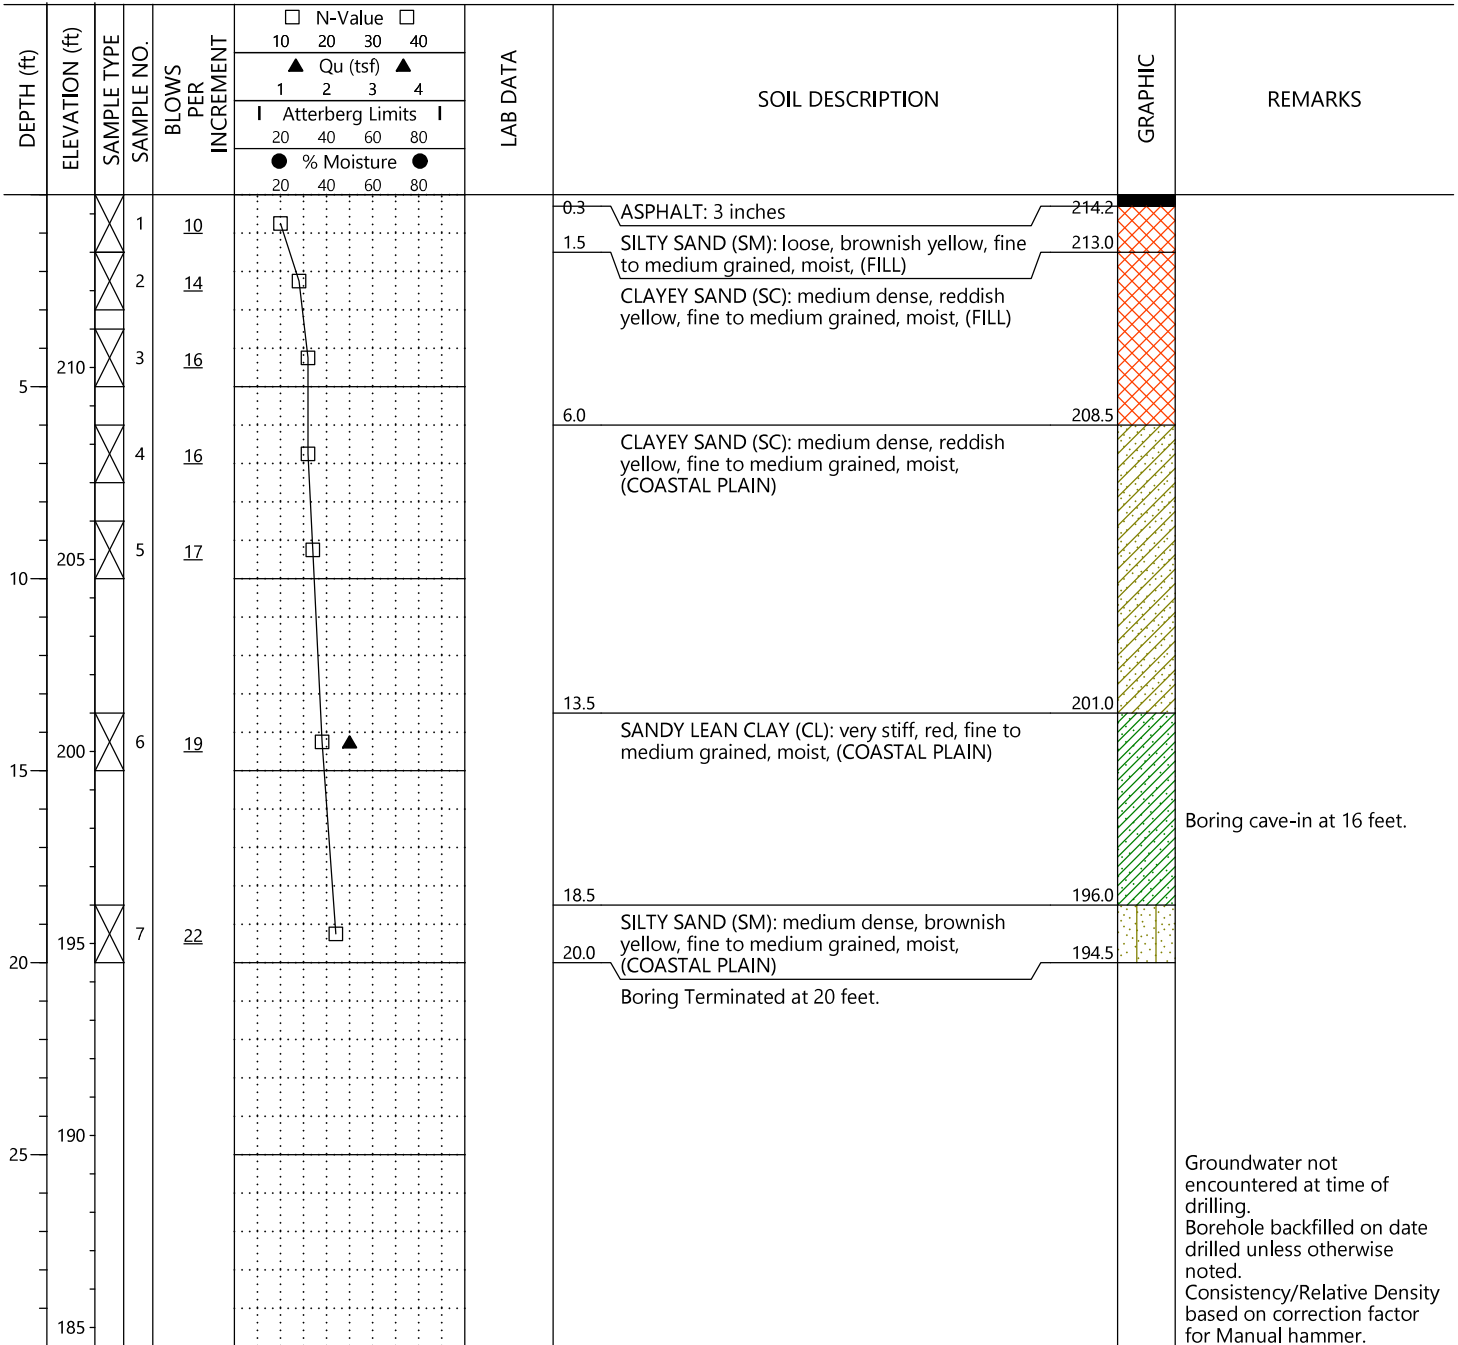 DEPTH (ft)
ELEVATION (ft)
SAMPLE TYPE
SAMPLE NO.
BLOWS
PER
INCREMENT
N-Value
10 20 30 40
Qu (tsf)
1 2 3 4
Atterberg Limits
20 40 60 80
% Moisture
20 40 60 80
LAB DATA
SOIL DESCRIPTION
GRAPHIC
REMARKS
0.3 ASPHALT: 3 inches 214.2
1 10
1.5 SILTY SAND (SM): loose, brownish yellow, fine 213.0
to medium grained, moist, (FILL)
2 14
CLAYEY SAND (SC): medium dense, reddish
yellow, fine to medium grained, moist, (FILL)
210 3 16
5
6.0 208.5
CLAYEY SAND (SC): medium dense, reddish
4 16
yellow, fine to medium grained, moist,
(COASTAL PLAIN)
205 5 17
10
13.5 201.0
SANDY LEAN CLAY (CL): very stiff, red, fine to
200 6 19
medium grained, moist, (COASTAL PLAIN)
15
Boring cave-in at 16 feet.
18.5 196.0
SILTY SAND (SM): medium dense, brownish
195 7 22
yellow, fine to medium grained, moist,
20 20.0 194.5
(COASTAL PLAIN)
Boring Terminated at 20 feet.
190
25
Groundwater not
encountered at time of
drilling.
Borehole backfilled on date
drilled unless otherwise
noted.
Consistency/Relative Density
based on correction factor
185
for Manual hammer.